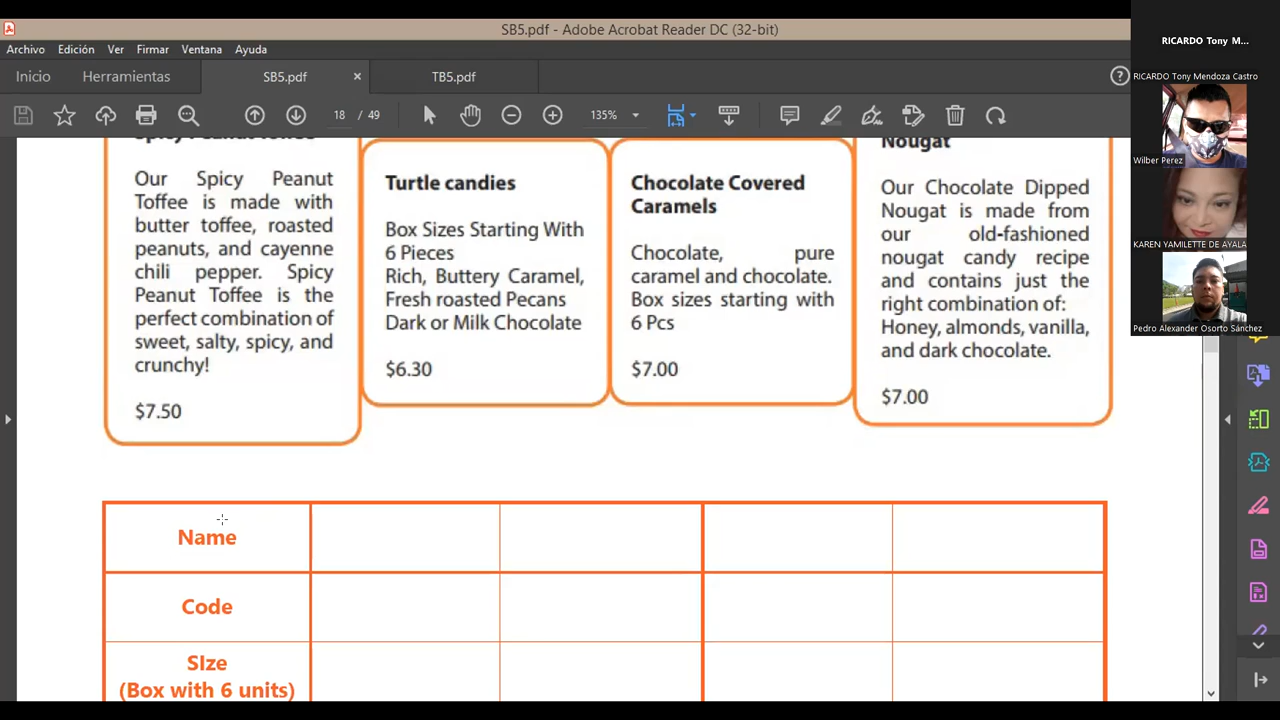 SB5.pdf - Adobe Acrobat Reader DC (32-bit)
Archivo Edición Ver Firmar Ventana Ayuda
Inicio Herramientas SB5.pdf × TB5.pdf
18 / 49 135%
Spicy Peanut Toffee
Our Spicy Peanut
Toffee is made with
butter toffee, roasted
peanuts, and cayenne
chili pepper. Spicy
Peanut Toffee is the
perfect combination of
sweet, salty, spicy, and
crunchy!
$7.50
Turtle candies
Box Sizes Starting With
6 Pieces
Rich, Buttery Caramel,
Fresh roasted Pecans
Dark or Milk Chocolate
$6.30
Chocolate Covered
Caramels
Chocolate, pure
caramel and chocolate.
Box sizes starting with
6 Pcs
$7.00
Nougat
Our Chocolate Dipped
Nougat is made from
our old-fashioned
nougat candy recipe
and contains just the
right combination of:
Honey, almonds, vanilla,
and dark chocolate.
$7.00
Name
Code
SIze
(Box with 6 units)
RICARDO Tony M...
RICARDO Tony Mendoza Castro
Wilber Perez
KAREN YAMILETTE DE AYALA
Pedro Alexander Osorto Sánchez